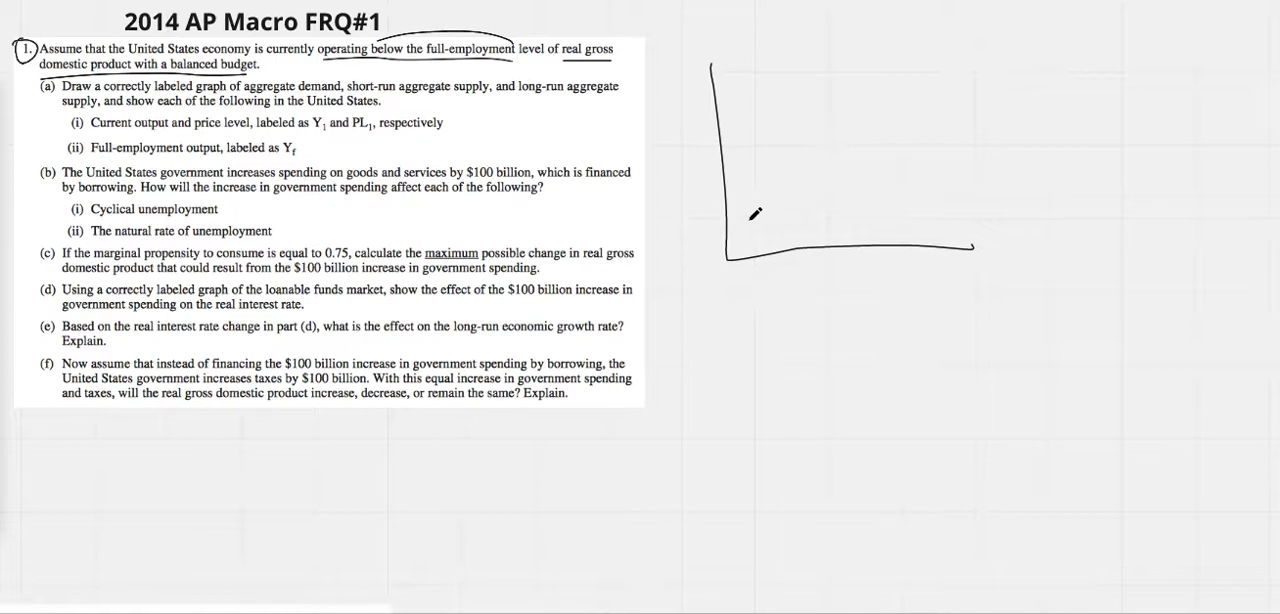 2014 AP Macro FRQ#1
1. Assume that the United States economy is currently operating below the full-employment level of real gross
domestic product with a balanced budget.
(a) Draw a correctly labeled graph of aggregate demand, short-run aggregate supply, and long-run aggregate
supply, and show each of the following in the United States.
(i) Current output and price level, labeled as Y₁ and PL₁, respectively
(ii) Full-employment output, labeled as Yf
(b) The United States government increases spending on goods and services by $100 billion, which is financed
by borrowing. How will the increase in government spending affect each of the following?
(i) Cyclical unemployment
(ii) The natural rate of unemployment
(c) If the marginal propensity to consume is equal to 0.75, calculate the maximum possible change in real gross
domestic product that could result from the $100 billion increase in government spending.
(d) Using a correctly labeled graph of the loanable funds market, show the effect of the $100 billion increase in
government spending on the real interest rate.
(e) Based on the real interest rate change in part (d), what is the effect on the long-run economic growth rate?
Explain.
(f) Now assume that instead of financing the $100 billion increase in government spending by borrowing, the
United States government increases taxes by $100 billion. With this equal increase in government spending
and taxes, will the real gross domestic product increase, decrease, or remain the same? Explain.